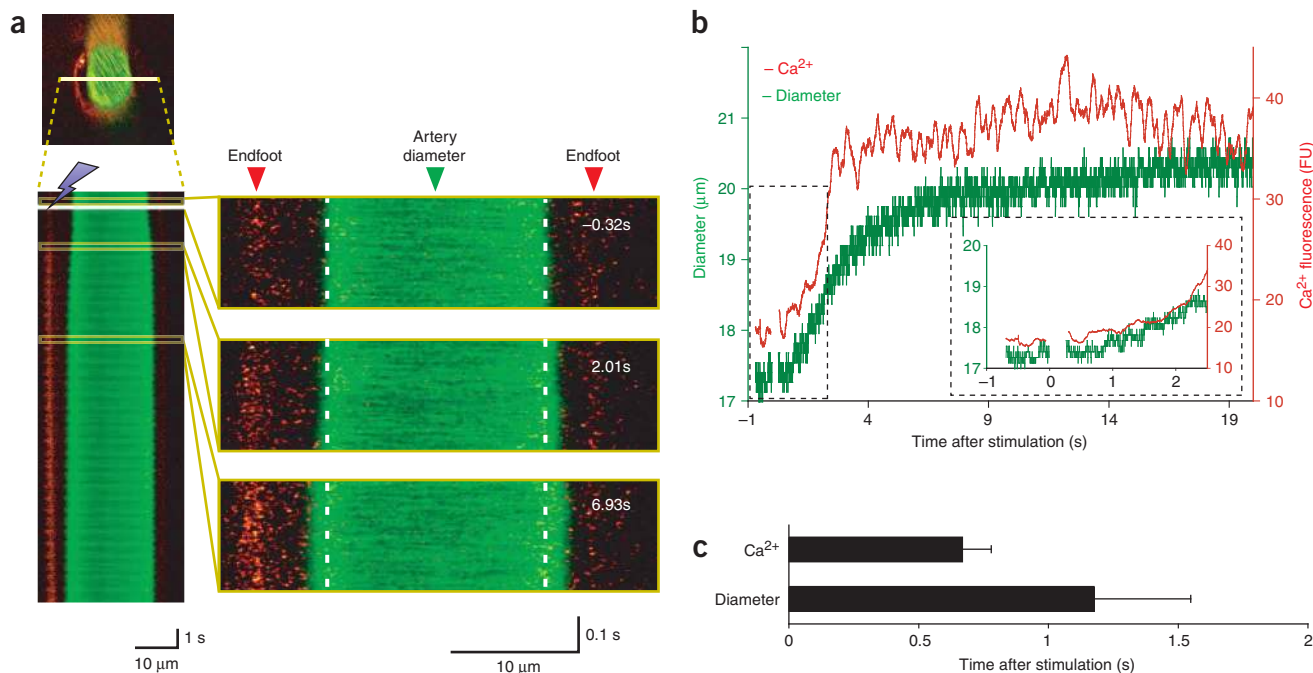 a
Endfoot
Artery
diameter
Endfoot
–0.32s
2.01s
6.93s
1 s
10 μm
0.1 s
10 μm
b
– Ca²⁺
– Diameter
Diameter (μm)
21
20
19
18
17
Ca²⁺ fluorescence (FU)
40
30
20
10
–1
4
9
14
19
Time after stimulation (s)
20
19
18
17
40
30
20
10
–1
0
1
2
c
Ca²⁺
Diameter
0
0.5
1
1.5
2
Time after stimulation (s)